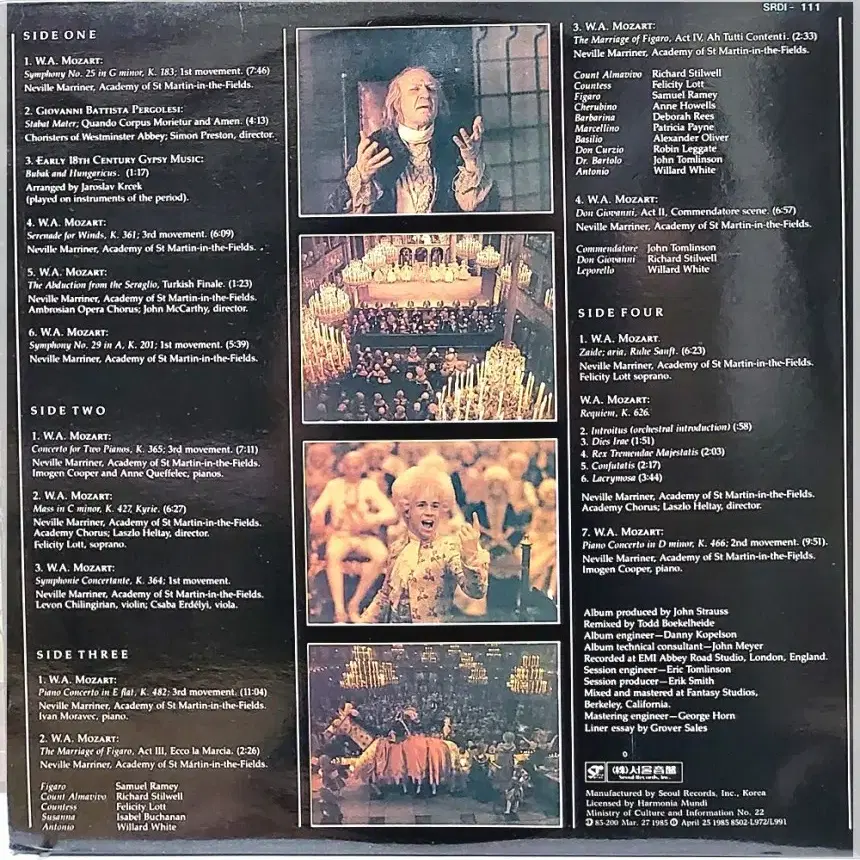 SRDI - 111
SIDE ONE
1. W.A. MOZART:
Symphony No. 25 in G minor, K. 183; 1st movement. (7:46)
Neville Marriner, Academy of St Martin-in-the-Fields.
2. GIOVANNI BATTISTA PERGOLESI:
Stabat Mater; Quando Corpus Morietur and Amen. (4:13)
Choristers of Westminster Abbey; Simon Preston, director.
3. EARLY 18TH CENTURY GYPSY MUSIC:
Bubak and Hungaricus. (1:17)
Arranged by Jaroslav Krcek
(played on instruments of the period).
4. W.A. MOZART:
Serenade for Winds, K. 361; 3rd movement. (6:09)
Neville Marriner, Academy of St Martin-in-the-Fields.
5. W.A. MOZART:
The Abduction from the Seraglio, Turkish Finale. (1:23)
Neville Marriner, Academy of St Martin-in-the-Fields.
Ambrosian Opera Chorus; John McCarthy, director.
6. W.A. MOZART:
Symphony No. 29 in A, K. 201; 1st movement. (5:39)
Neville Marriner, Academy of St Martin-in-the-Fields.
SIDE TWO
1. W.A. MOZART:
Concerto for Two Pianos, K. 365; 3rd movement. (7:11)
Neville Marriner, Academy of St Martin-in-the-Fields.
Imogen Cooper and Anne Queffelec, pianos.
2. W.A. MOZART:
Mass in C minor, K. 427, Kyrie. (6:27)
Neville Marriner, Academy of St Martin-in-the-Fields.
Academy Chorus; Laszlo Heltay, director.
Felicity Lott, soprano.
3. W.A. MOZART:
Symphonie Concertante, K. 364; 1st movement.
Neville Marriner, Academy of St Martin-in-the-Fields.
Levon Chilingirian, violin; Csaba Erdélyi, viola.
SIDE THREE
1. W.A. MOZART:
Piano Concerto in E flat, K. 482; 3rd movement. (11:04)
Neville Marriner, Academy of St Martin-in-the-Fields.
Ivan Moravec, piano.
2. W.A. MOZART:
The Marriage of Figaro, Act III, Ecco la Marcia. (2:26)
Neville Marriner, Academy of St Martin-in-the-Fields.
Figaro Samuel Ramey
Count Almavivo Richard Stilwell
Countess Felicity Lott
Susanna Isabel Buchanan
Antonio Willard White
3. W.A. MOZART:
The Marriage of Figaro, Act IV, Ah Tutti Contenti. (2:33)
Neville Marriner, Academy of St Martin-in-the-Fields.
Count Almavivo Richard Stilwell
Countess Felicity Lott
Figaro Samuel Ramey
Cherubino Anne Howells
Barbarina Deborah Rees
Marcellino Patricia Payne
Basilio Alexander Oliver
Don Curzio Robin Leggate
Dr. Bartolo John Tomlinson
Antonio Willard White
4. W.A. MOZART:
Don Giovanni, Act II, Commendatore scene. (6:57)
Neville Marriner, Academy of St Martin-in-the-Fields.
Commendatore John Tomlinson
Don Giovanni Richard Stilwell
Leporello Willard White
SIDE FOUR
1. W.A. MOZART.
Zaide; aria, Ruhe Sanft. (6:23)
Neville Marriner, Academy of St Martin-in-the-Fields.
Felicity Lott soprano.
W.A. MOZART:
Requiem, K. 626.
2. Introitus (orchestral introduction) (:58)
3. Dies Irae (1:51)
4. Rex Tremendae Majestatis (2:03)
5. Confutatis (2:17)
6. Lacrymosa (3:44)
Neville Marriner, Academy of St Martin-in-the-Fields.
Academy Chorus; Laszlo Heltay, director.
7. W.A. MOZART:
Piano Concerto in D minor, K. 466; 2nd movement. (9:51).
Neville Marriner, Academy of St Martin-in-the-Fields.
Imogen Cooper, piano.
Album produced by John Strauss
Remixed by Todd Boekelheide
Album engineer—Danny Kopelson
Album technical consultant—John Meyer
Recorded at EMI Abbey Road Studio, London, England.
Session engineer—Eric Tomlinson
Session producer—Erik Smith
Mixed and mastered at Fantasy Studios,
Berkeley, California.
Mastering engineer—George Horn
Liner essay by Grover Sales
(株)서울音盤
Seoul Records, Inc.
Manufactured by Seoul Records, Inc., Korea
Licensed by Harmonia Mundi
Ministry of Culture and Information No. 22
℗ 85-200 Mar. 27 1985 ℗ April 25 1985 8502-L972/L991